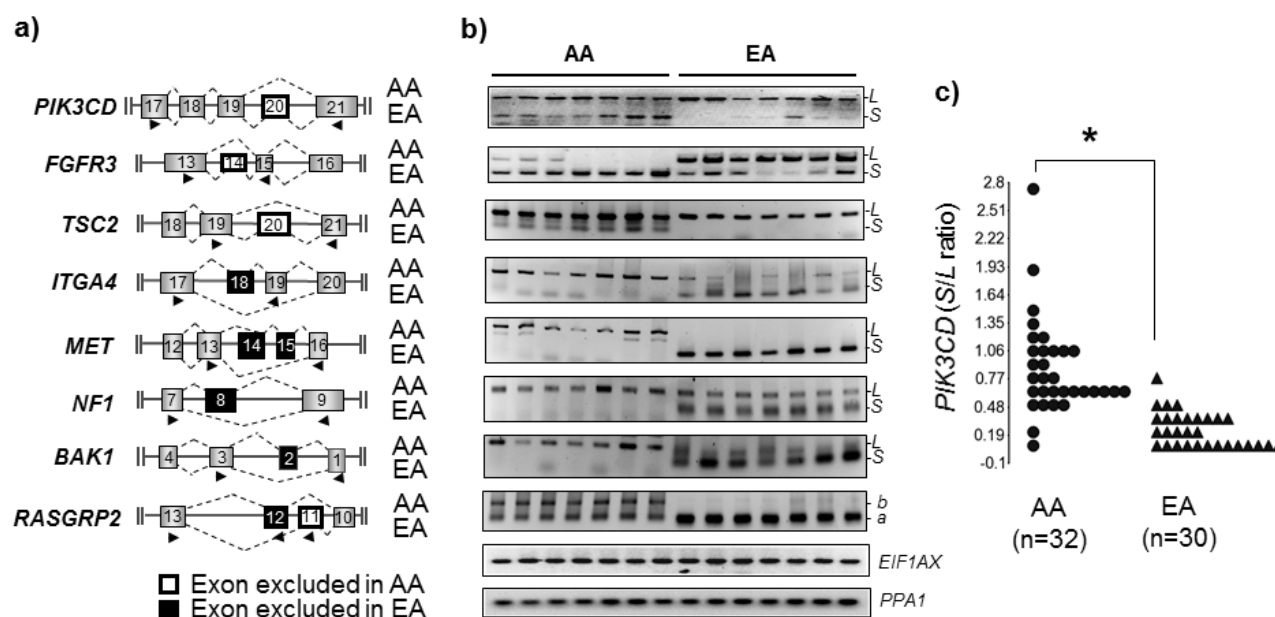 a)
PIK3CD 17 18 19 20 21 AA
EA
FGFR3 13 14 15 16 AA
EA
TSC2 18 19 20 21 AA
EA
ITGA4 17 18 19 20 AA
EA
MET 12 13 14 15 16 AA
EA
NF1 7 8 9 AA
EA
BAK1 4 3 2 1 AA
EA
RASGRP2 13 12 11 10 AA
EA
Exon excluded in AA
Exon excluded in EA
b)
AA EA
L
S
L
S
L
S
L
S
L
S
L
S
L
S
b
a
EIF1AX
PPA1
c)
*
PIK3CD (S/L ratio)
2.8
2.51
2.22
1.93
1.64
1.35
1.06
0.77
0.48
0.19
-0.1
AA EA
(n=32) (n=30)